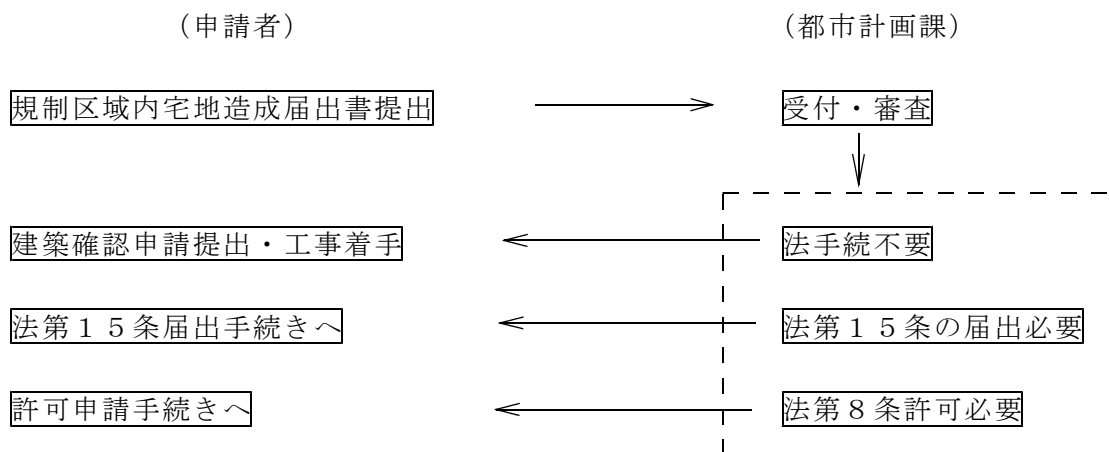 （申請者） （都市計画課）
規制区域内宅地造成届出書提出 受付・審査
建築確認申請提出・工事着手 法手続不要
法第１５条届出手続きへ 法第１５条の届出必要
許可申請手続きへ 法第８条許可必要